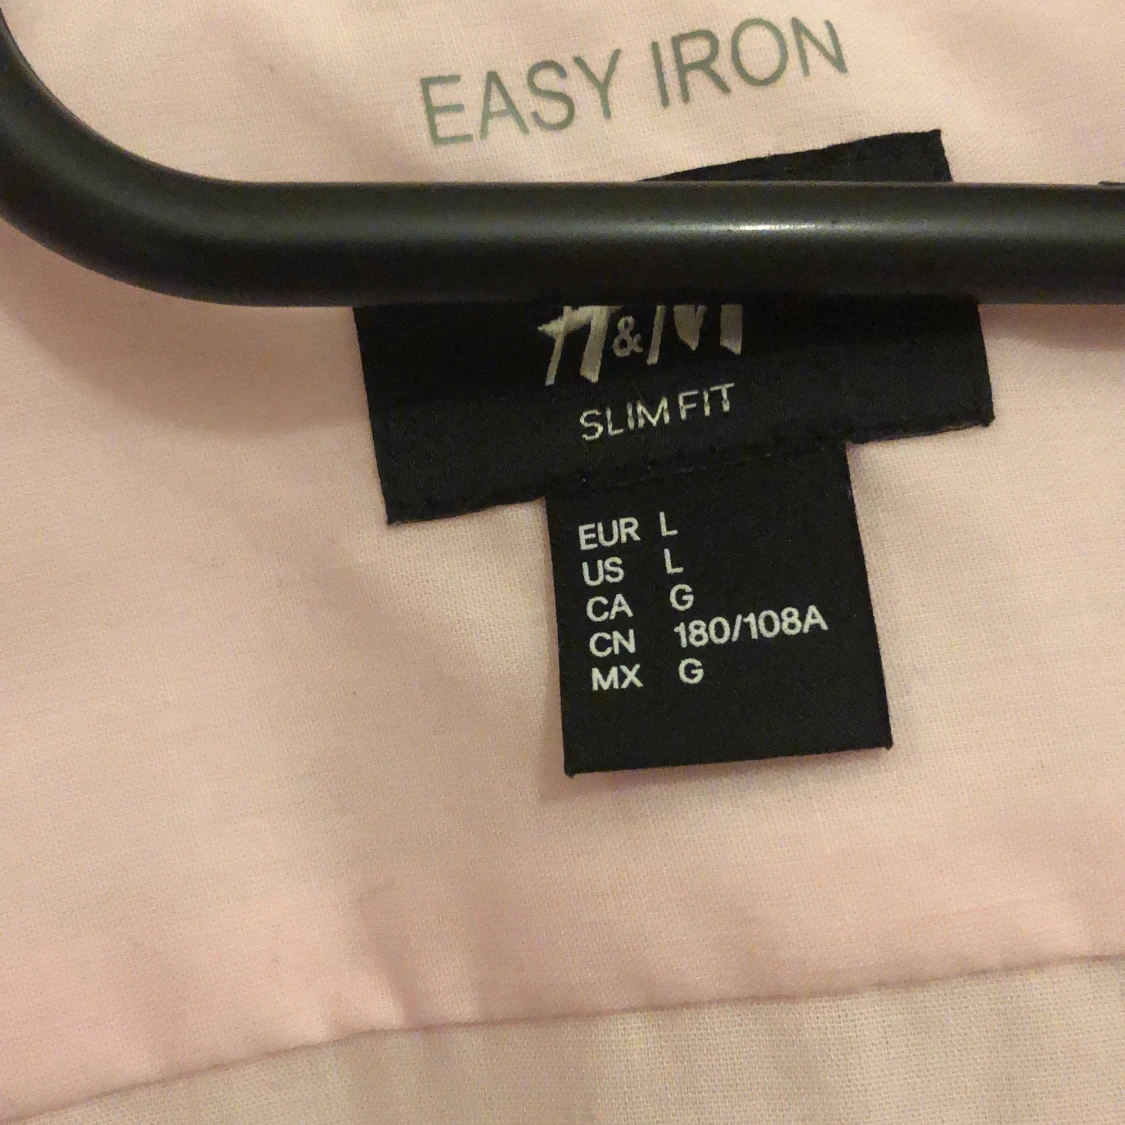 EASY IRON
H&M
SLIM FIT
EUR L
US L
CA G
CN 180/108A
MX G